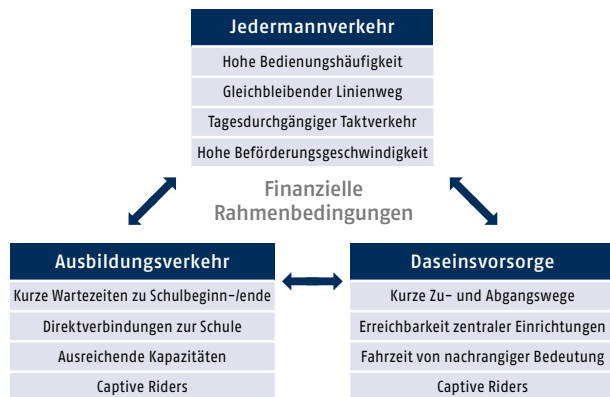 Jedermannverkehr
Hohe Bedienungshäufigkeit
Gleichbleibender Linienweg
Tagesdurchgängiger Taktverkehr
Hohe Beförderungsgeschwindigkeit
Finanzielle
Rahmenbedingungen
Ausbildungsverkehr
Kurze Wartezeiten zu Schulbeginn-/ende
Direktverbindungen zur Schule
Ausreichende Kapazitäten
Captive Riders
Daseinsvorsorge
Kurze Zu- und Abgangswege
Erreichbarkeit zentraler Einrichtungen
Fahrzeit von nachrangiger Bedeutung
Captive Riders